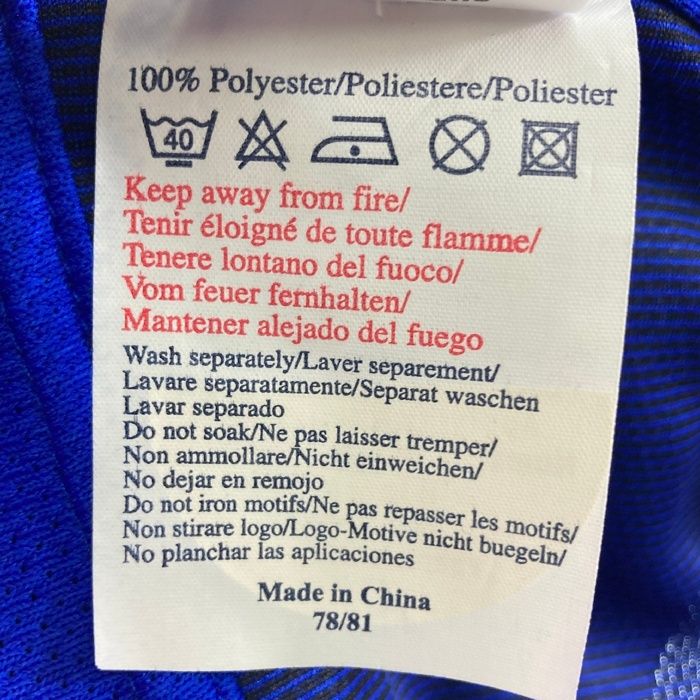 100% Polyester/Poliestere/Poliester
40
Keep away from fire/
Tenir éloigné de toute flamme/
Tenere lontano del fuoco/
Vom feuer fernhalten/
Mantener alejado del fuego
Wash separately/Laver separement/
Lavare separatamente/Separat waschen
Lavar separado
Do not soak/Ne pas laisser tremper/
Non ammollare/Nicht einweichen/
No dejar en remojo
Do not iron motifs/Ne pas repasser les motifs/
Non stirare logo/Logo-Motive nicht buegeln/
No planchar las aplicaciones
Made in China
78/81